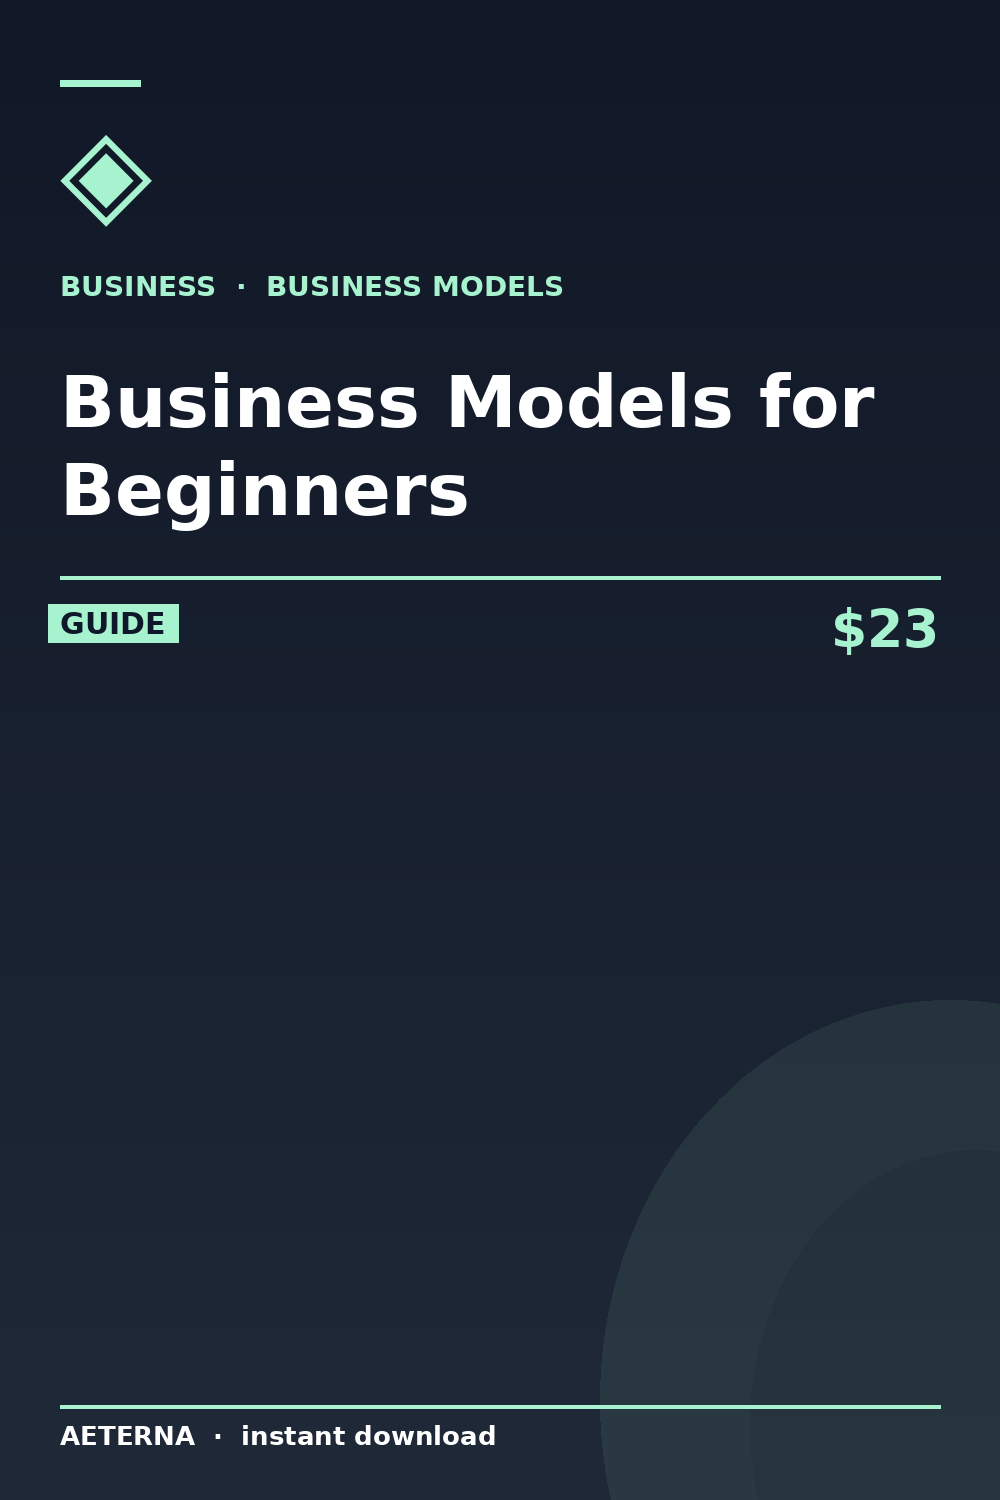 BUSINESS · BUSINESS MODELS
Business Models for
Beginners
GUIDE
$23
AETERNA · instant download